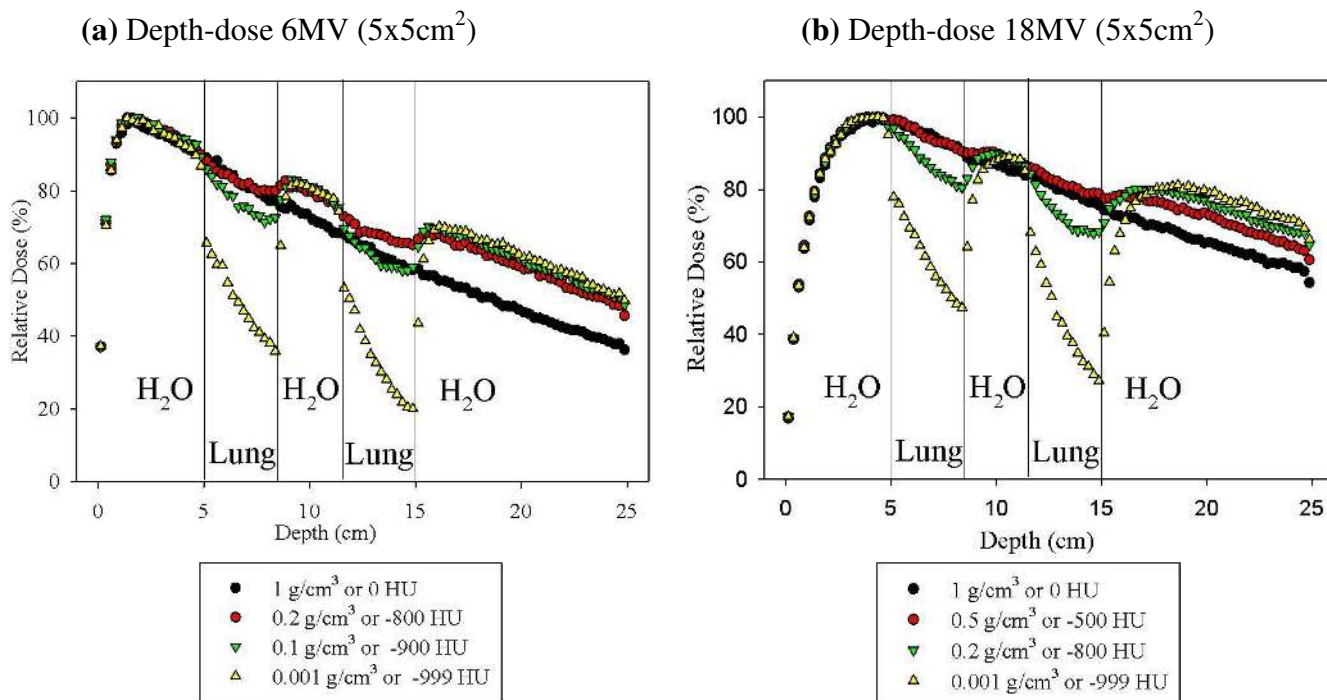 (a) Depth-dose 6MV (5x5cm²)
Relative Dose (%)
100
80
60
40
20
0
H₂O
Lung
H₂O
Lung
H₂O
0 5 10 15 20 25
Depth (cm)
1 g/cm³ or 0 HU
0.2 g/cm³ or -800 HU
0.1 g/cm³ or -900 HU
0.001 g/cm³ or -999 HU
(b) Depth-dose 18MV (5x5cm²)
Relative Dose (%)
100
80
60
40
20
0
H₂O
Lung
H₂O
Lung
H₂O
0 5 10 15 20 25
Depth (cm)
1 g/cm³ or 0 HU
0.5 g/cm³ or -500 HU
0.2 g/cm³ or -800 HU
0.001 g/cm³ or -999 HU